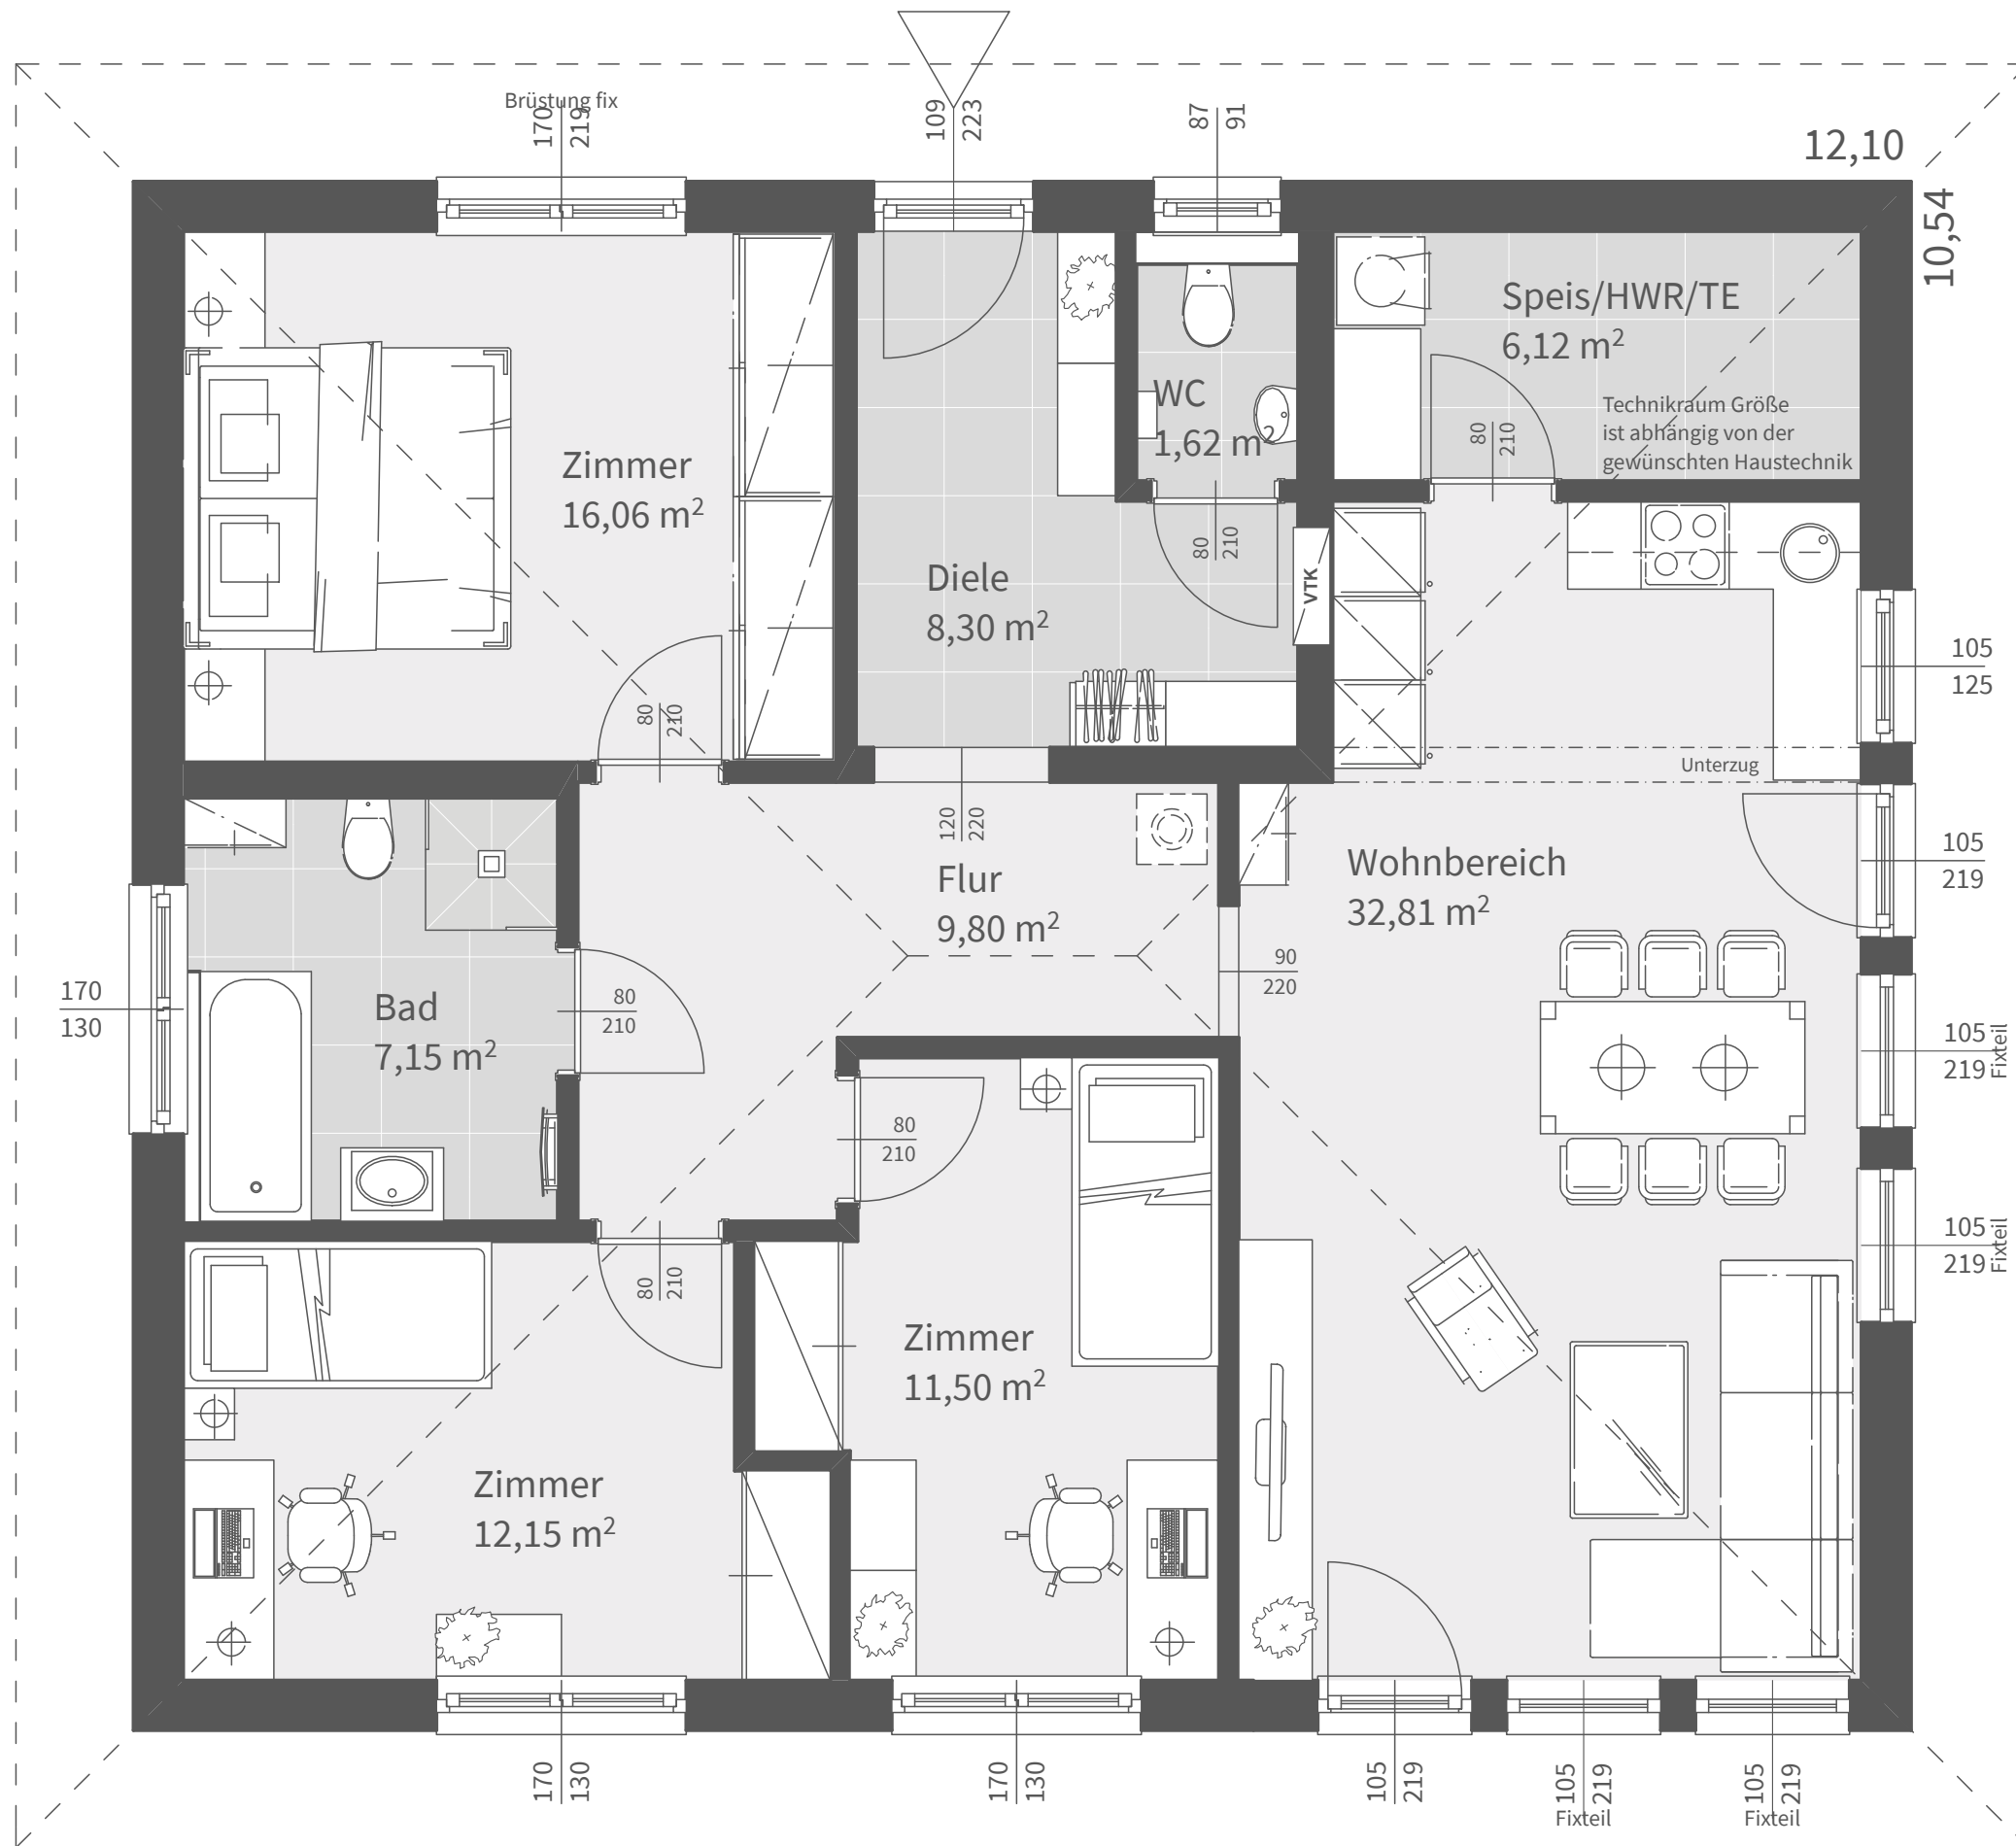 Brüstung fix
170
219
109
223
87
91
12,10
10,54
Speis/HWR/TE
6,12 m²
Technikraum Größe
ist abhängig von der
gewünschten Haustechnik
WC
1,62 m²
80
210
80
210
Zimmer
16,06 m²
Diele
8,30 m²
VTK
80
210
105
125
Unterzug
120
220
Flur
9,80 m²
Wohnbereich
32,81 m²
105
219
90
220
170
130
Bad
7,15 m²
80
210
105
219
Fixteil
80
210
105
219
Fixteil
80
210
Zimmer
11,50 m²
Zimmer
12,15 m²
170
130
170
130
105
219
105
219
Fixteil
105
219
Fixteil